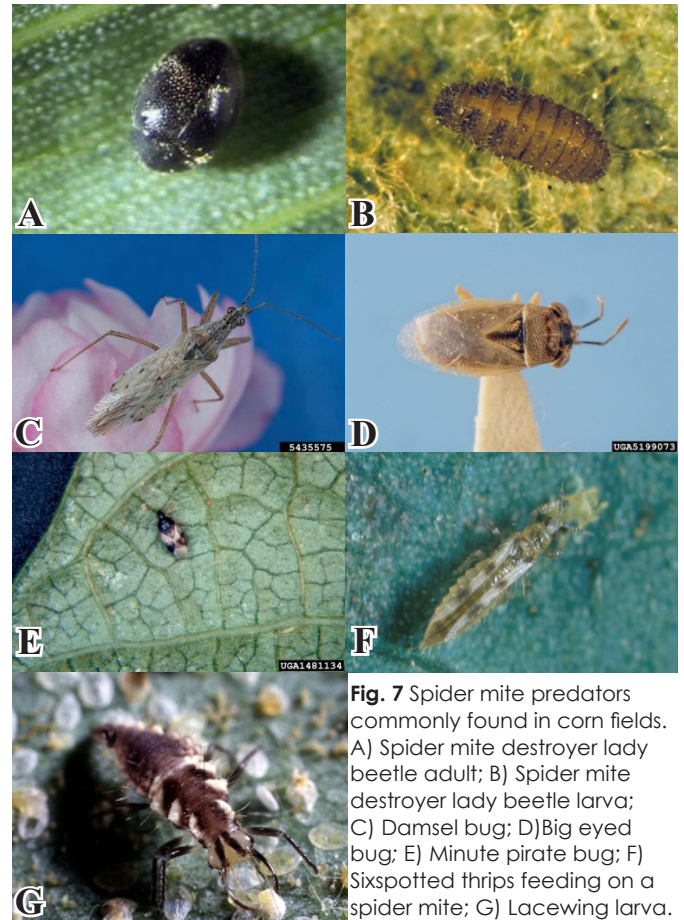 A
B
C
5435575
D
UGA5199073
E
UGA1481134
F
G
Fig. 7 Spider mite predators
commonly found in corn fields.
A) Spider mite destroyer lady
beetle adult; B) Spider mite
destroyer lady beetle larva;
C) Damsel bug; D)Big eyed
bug; E) Minute pirate bug; F)
Sixspotted thrips feeding on a
spider mite; G) Lacewing larva.